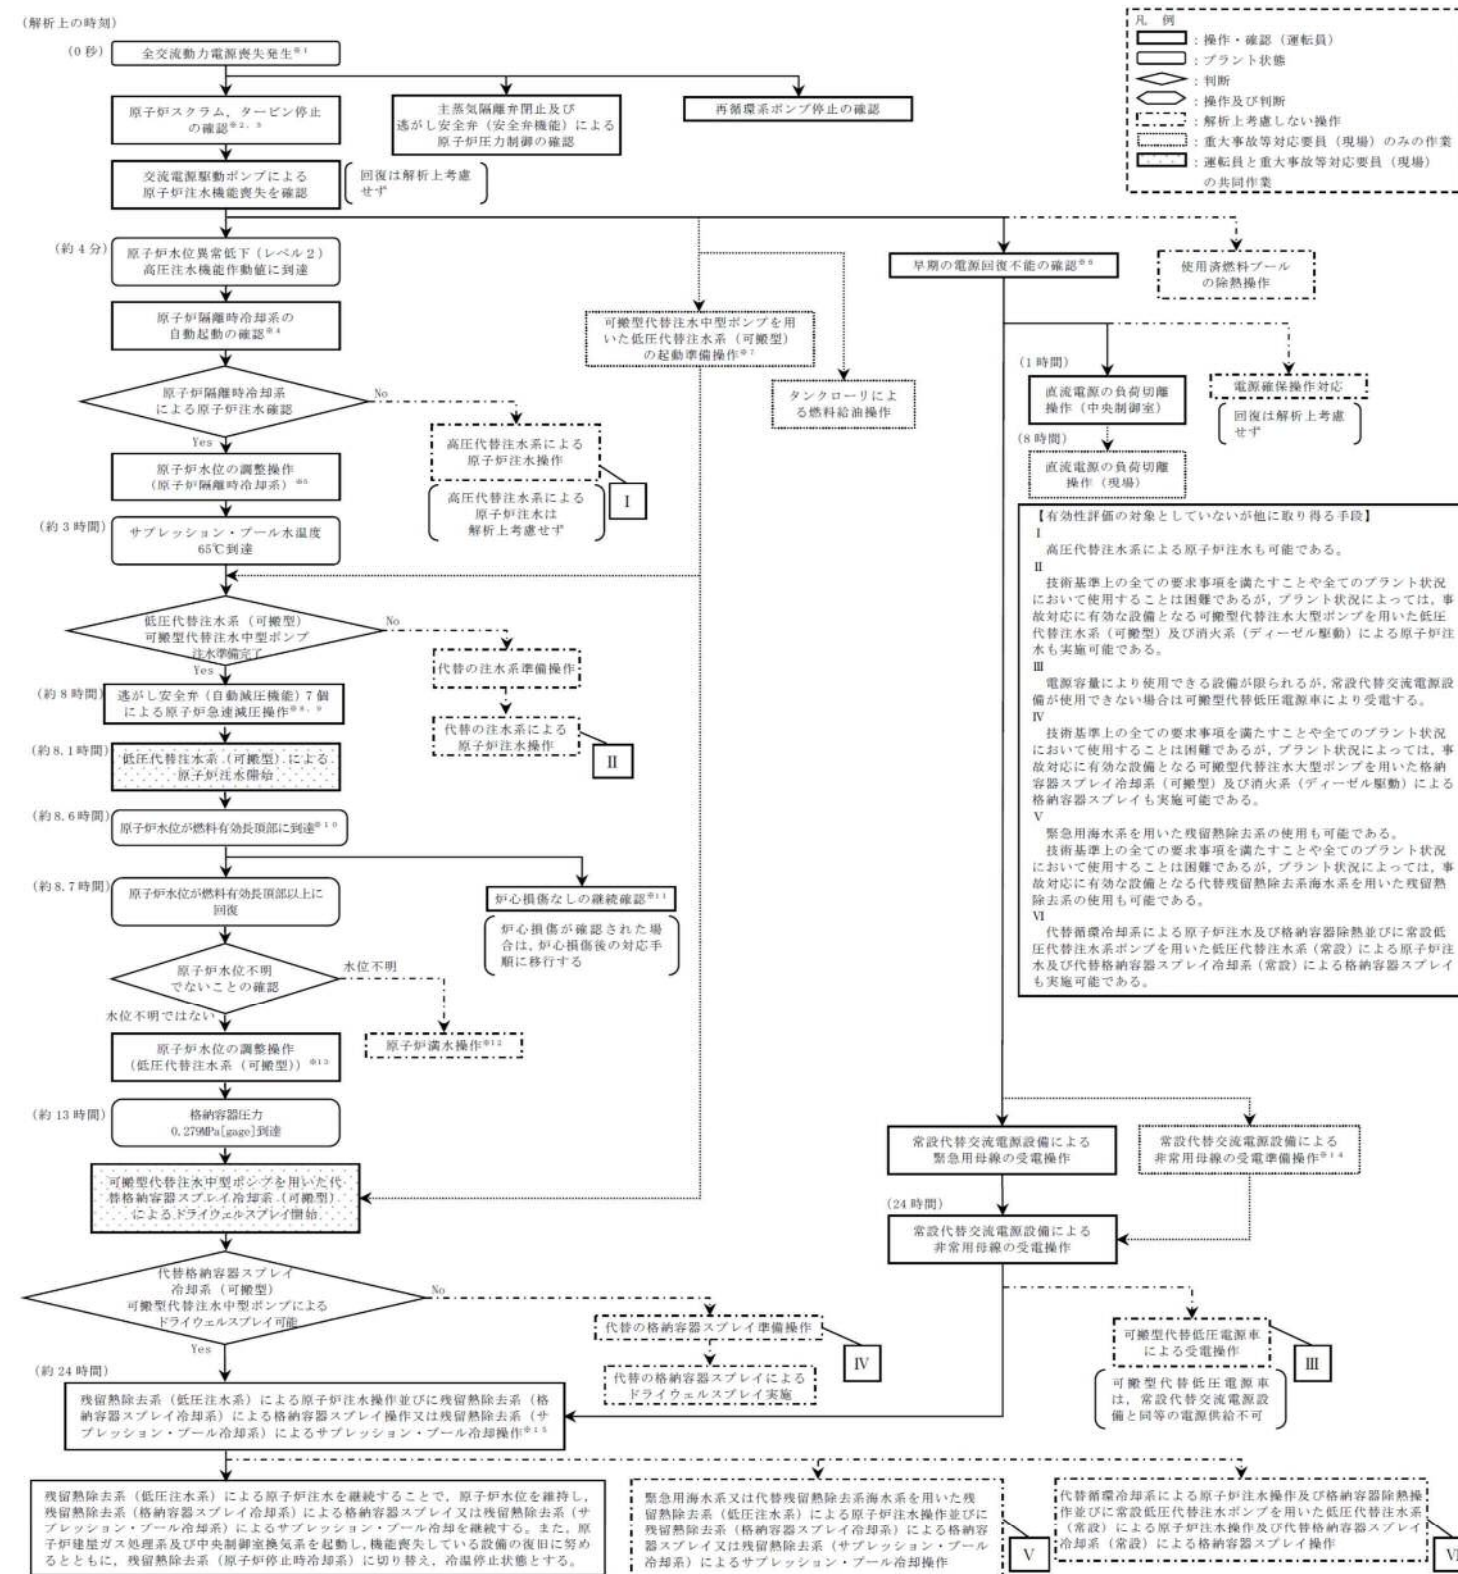 (解析上の時刻)
(0秒)
全交流動力電源喪失発生※1
原子炉スクラム，タービン停止
の確認※2，3
主蒸気隔離弁閉止及び
逃がし安全弁（安全弁機能）による
原子炉圧力制御の確認
再循環系ポンプ停止の確認
交流電源駆動ポンプによる
原子炉注水機能喪失を確認
回復は解析上考慮
せず
凡 例
：操作・確認（運転員）
：プラント状態
：判断
：操作及び判断
：解析上考慮しない操作
：重大事故等対応要員（現場）のみの作業
：運転員と重大事故等対応要員（現場）
の共同作業
(約4分)
原子炉水位異常低下（レベル2）
高圧注水機能作動値に到達
早期の電源回復不能の確認※6
使用済燃料プール
の除熱操作
原子炉隔離時冷却系の
自動起動の確認※4
可搬型代替注水中型ポンプを用
いた低圧代替注水系（可搬型）
の起動準備操作※7
タンクローリによ
る燃料給油操作
(1時間)
直流電源の負荷切離
操作（中央制御室）
電源確保操作対応
回復は解析上考慮
せず
(8時間)
直流電源の負荷切離
操作（現場）
原子炉隔離時冷却系
による原子炉注水確認
No
Yes
高圧代替注水系による
原子炉注水操作
I
高圧代替注水系による
原子炉注水は
解析上考慮せず
原子炉水位の調整操作
（原子炉隔離時冷却系）※5
(約3時間)
サプレッション・プール水温度
65℃到達
低圧代替注水系（可搬型）
可搬型代替注水中型ポンプ
注水準備完了
No
Yes
代替の注水系準備操作
代替の注水系による
原子炉注水操作
II
(約8時間)
逃がし安全弁（自動減圧機能）7個
による原子炉急速減圧操作※8，9
(約8.1時間)
低圧代替注水系（可搬型）による
原子炉注水開始
(約8.6時間)
原子炉水位が燃料有効長頂部に到達※10
(約8.7時間)
原子炉水位が燃料有効長頂部以上に
回復
炉心損傷なしの継続確認※11
炉心損傷が確認された場
合は，炉心損傷後の対応手
順に移行する
原子炉水位不明
でないことの確認
水位不明
水位不明ではない
原子炉満水操作※12
原子炉水位の調整操作
（低圧代替注水系（可搬型））※13
(約13時間)
格納容器圧力
0.279MPa[gage]到達
可搬型代替注水中型ポンプを用いた代
替格納容器スプレイ冷却系（可搬型）
によるドライウェルスプレイ開始
代替格納容器スプレイ
冷却系（可搬型）
可搬型代替注水中型ポンプによる
ドライウェルスプレイ可能
No
Yes
代替の格納容器スプレイ準備操作
代替の格納容器スプレイによる
ドライウェルスプレイ実施
IV
【有効性評価の対象としていないが他に取り得る手段】
I
高圧代替注水系による原子炉注水も可能である。
II
技術基準上の全ての要求事項を満たすことや全てのプラント状況
において使用することは困難であるが，プラント状況によっては，事
故対応に有効な設備となる可搬型代替注水大型ポンプを用いた低圧
代替注水系（可搬型）及び消火系（ディーゼル駆動）による原子炉注
水も実施可能である。
III
電源容量により使用できる設備が限られるが，常設代替交流電源設
備が使用できない場合は可搬型代替低圧電源車により受電する。
IV
技術基準上の全ての要求事項を満たすことや全てのプラント状況
において使用することは困難であるが，プラント状況によっては，事
故対応に有効な設備となる可搬型代替注水大型ポンプを用いた格納
容器スプレイ冷却系（可搬型）及び消火系（ディーゼル駆動）による
格納容器スプレイも実施可能である。
V
緊急用海水系を用いた残留熱除去系の使用も可能である。
技術基準上の全ての要求事項を満たすことや全てのプラント状況
において使用することは困難であるが，プラント状況によっては，事
故対応に有効な設備となる代替残留熱除去系海水系を用いた残留熱
除去系の使用も可能である。
VI
代替循環冷却系による原子炉注水及び格納容器除熱並びに常設低
圧代替注水系ポンプを用いた低圧代替注水系（常設）による原子炉注
水及び代替格納容器スプレイ冷却系（常設）による格納容器スプレイ
も実施可能である。
常設代替交流電源設備による
緊急用母線の受電操作
常設代替交流電源設備による
非常用母線の受電準備操作※14
(24時間)
常設代替交流電源設備による
非常用母線の受電操作
可搬型代替低圧電源車
による受電操作
III
可搬型代替低圧電源車
は，常設代替交流電源設
備と同等の電源供給不可
(約24時間)
残留熱除去系（低圧注水系）による原子炉注水操作並びに残留熱除去系（格
納容器スプレイ冷却系）による格納容器スプレイ操作又は残留熱除去系（サ
プレッション・プール冷却系）によるサプレッション・プール冷却操作※15
残留熱除去系（低圧注水系）による原子炉注水を継続することで，原子炉水位を維持し，
残留熱除去系（格納容器スプレイ冷却系）による格納容器スプレイ又は残留熱除去系（サ
プレッション・プール冷却系）によるサプレッション・プール冷却を継続する。また，原
子炉建屋ガス処理系及び中央制御室換気系を起動し，機能喪失している設備の復旧に努め
るとともに，残留熱除去系（原子炉停止時冷却系）に切り替え，冷温停止状態とする。
緊急用海水系又は代替残留熱除去系海水系を用いた残
留熱除去系（低圧注水系）による原子炉注水操作並びに
残留熱除去系（格納容器スプレイ冷却系）による格納容
器スプレイ又は残留熱除去系（サプレッション・プール
冷却系）によるサプレッション・プール冷却操作
V
代替循環冷却系による原子炉注水操作及び格納容器除熱操
作並びに常設低圧代替注水ポンプを用いた低圧代替注水系
（常設）による原子炉注水操作及び代替格納容器スプレイ
冷却系（常設）による格納容器スプレイ操作
VI